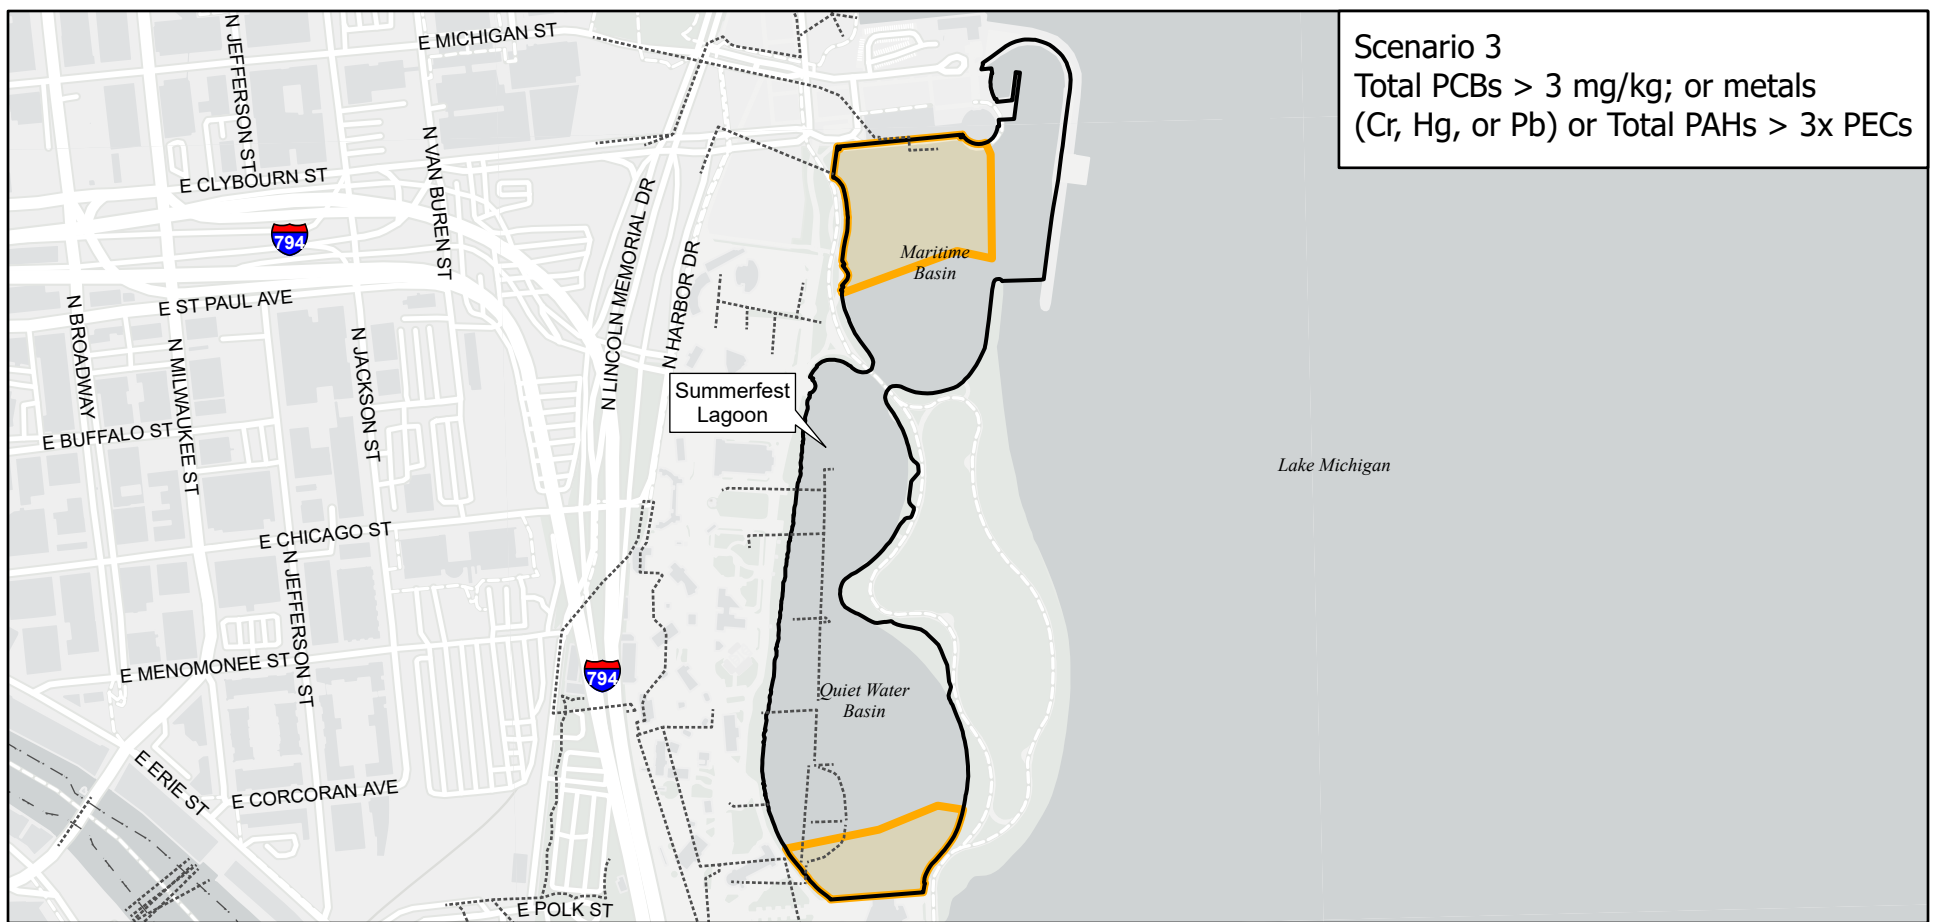 Scenario 3
Total PCBs > 3 mg/kg; or metals
(Cr, Hg, or Pb) or Total PAHs > 3x PECs
N JEFFERSON ST
E MICHIGAN ST
N VAN BUREN ST
E CLYBOURN ST
794
N LINCOLN MEMORIAL DR
N HARBOR DR
Maritime
Basin
E ST PAUL AVE
N BROADWAY
N MILWAUKEE ST
N JACKSON ST
Summerfest
Lagoon
E BUFFALO ST
Lake Michigan
E CHICAGO ST
N JEFFERSON ST
E MENOMONEE ST
794
Quiet Water
Basin
E ERIE ST
E CORCORAN AVE
E POLK ST